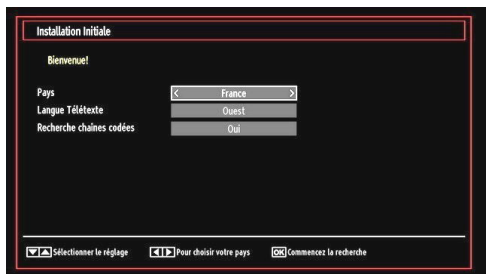 Installation Initiale
Bienvenue!
Pays < France >
Langue Télétexte Ouest
Recherche chaines codées Oui
Sélectionner le réglage Pour choisir votre pays OK Commencez la recherche